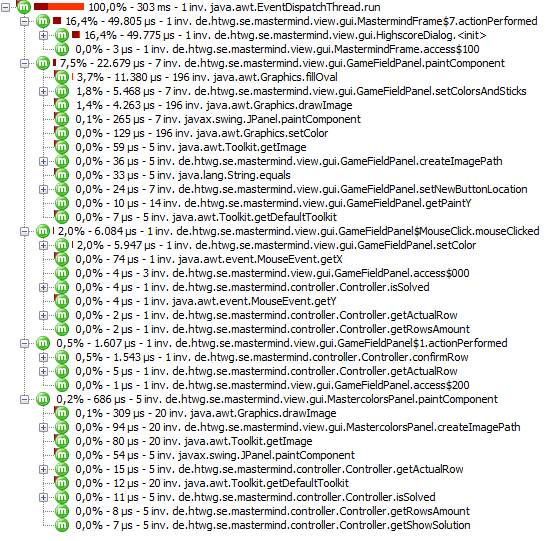 100,0% - 303 ms - 1 inv. java.awt.EventDispatchThread.run
16,4% - 49.805 µs - 1 inv. de.htwg.se.mastermind.view.gui.MastermindFrame$7.actionPerformed
16,4% - 49.775 µs - 1 inv. de.htwg.se.mastermind.view.gui.HighscoreDialog.<init>
0,0% - 3 µs - 1 inv. de.htwg.se.mastermind.view.gui.MastermindFrame.access$100
7,5% - 22.679 µs - 7 inv. de.htwg.se.mastermind.view.gui.GameFieldPanel.paintComponent
3,7% - 11.380 µs - 196 inv. java.awt.Graphics.fillOval
1,8% - 5.468 µs - 7 inv. de.htwg.se.mastermind.view.gui.GameFieldPanel.setColorsAndSticks
1,4% - 4.263 µs - 196 inv. java.awt.Graphics.drawImage
0,1% - 265 µs - 7 inv. javax.swing.JPanel.paintComponent
0,0% - 129 µs - 196 inv. java.awt.Graphics.setColor
0,0% - 59 µs - 5 inv. java.awt.Toolkit.getImage
0,0% - 36 µs - 5 inv. de.htwg.se.mastermind.view.gui.GameFieldPanel.createImagePath
0,0% - 33 µs - 5 inv. java.lang.String.equals
0,0% - 24 µs - 7 inv. de.htwg.se.mastermind.view.gui.GameFieldPanel.setNewButtonLocation
0,0% - 10 µs - 14 inv. de.htwg.se.mastermind.view.gui.GameFieldPanel.getPaintY
0,0% - 7 µs - 5 inv. java.awt.Toolkit.getDefaultToolkit
2,0% - 6.084 µs - 1 inv. de.htwg.se.mastermind.view.gui.GameFieldPanel$MouseClick.mouseClicked
2,0% - 5.947 µs - 1 inv. de.htwg.se.mastermind.view.gui.GameFieldPanel.setColor
0,0% - 74 µs - 1 inv. java.awt.event.MouseEvent.getX
0,0% - 4 µs - 3 inv. de.htwg.se.mastermind.view.gui.GameFieldPanel.access$000
0,0% - 4 µs - 1 inv. de.htwg.se.mastermind.controller.Controller.isSolved
0,0% - 4 µs - 1 inv. java.awt.event.MouseEvent.getY
0,0% - 2 µs - 1 inv. de.htwg.se.mastermind.controller.Controller.getActualRow
0,0% - 2 µs - 1 inv. de.htwg.se.mastermind.controller.Controller.getRowsAmount
0,5% - 1.607 µs - 1 inv. de.htwg.se.mastermind.view.gui.GameFieldPanel$1.actionPerformed
0,5% - 1.543 µs - 1 inv. de.htwg.se.mastermind.controller.Controller.confirmRow
0,0% - 5 µs - 1 inv. de.htwg.se.mastermind.controller.Controller.getActualRow
0,0% - 1 µs - 1 inv. de.htwg.se.mastermind.view.gui.GameFieldPanel.access$200
0,2% - 686 µs - 5 inv. de.htwg.se.mastermind.view.gui.MastercolorsPanel.paintComponent
0,1% - 309 µs - 20 inv. java.awt.Graphics.drawImage
0,0% - 94 µs - 20 inv. de.htwg.se.mastermind.view.gui.MastercolorsPanel.createImagePath
0,0% - 80 µs - 20 inv. java.awt.Toolkit.getImage
0,0% - 54 µs - 5 inv. javax.swing.JPanel.paintComponent
0,0% - 15 µs - 5 inv. de.htwg.se.mastermind.controller.Controller.getActualRow
0,0% - 12 µs - 20 inv. java.awt.Toolkit.getDefaultToolkit
0,0% - 11 µs - 5 inv. de.htwg.se.mastermind.controller.Controller.isSolved
0,0% - 8 µs - 5 inv. de.htwg.se.mastermind.controller.Controller.getRowsAmount
0,0% - 7 µs - 5 inv. de.htwg.se.mastermind.controller.Controller.getShowSolution